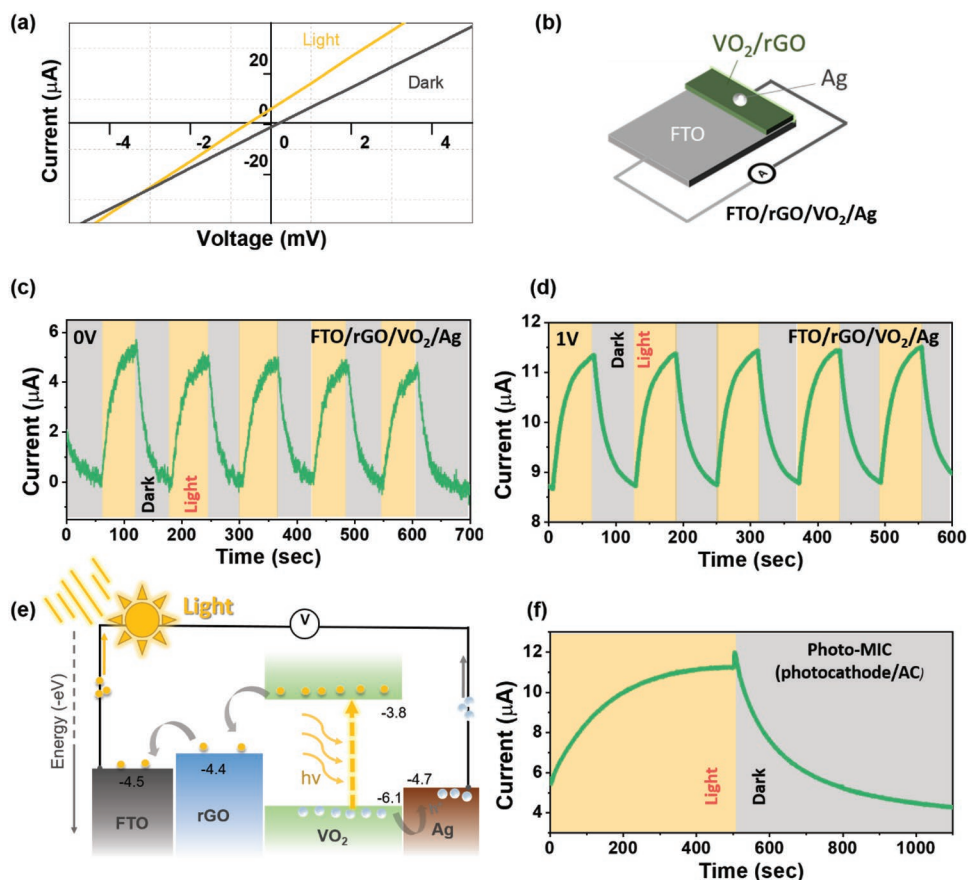 (a)
Light
Dark
20
0
-20
-4
-2
0
2
4
Current (μA)
Voltage (mV)
(b)
VO2/rGO
Ag
FTO
A
FTO/rGO/VO2/Ag
(c)
0V
FTO/rGO/VO2/Ag
6
4
2
0
Dark
Light
0 100 200 300 400 500 600 700
Current (μA)
Time (sec)
(d)
1V
FTO/rGO/VO2/Ag
Dark
Light
12
11
10
9
8
0 100 200 300 400 500 600
Current (μA)
Time (sec)
(e)
Light
V
Energy (-eV)
-3.8
-4.5
-4.4
hν
-4.7
-6.1
FTO
rGO
VO2
Ag
(f)
Photo-MIC
(photocathode/AC)
12
10
8
6
4
Light
Dark
0 200 400 600 800 1000
Current (μA)
Time (sec)